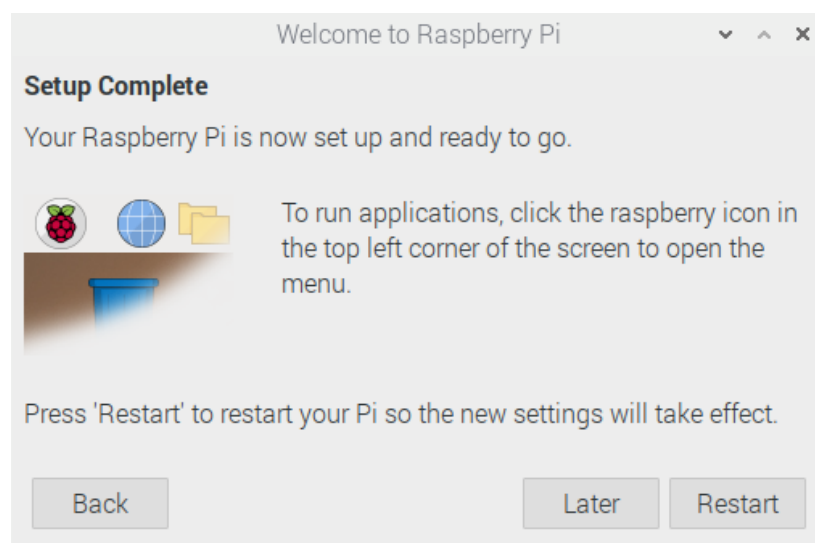 Welcome to Raspberry Pi
Setup Complete
Your Raspberry Pi is now set up and ready to go.
To run applications, click the raspberry icon in
the top left corner of the screen to open the
menu.
Press 'Restart' to restart your Pi so the new settings will take effect.
Back
Later
Restart